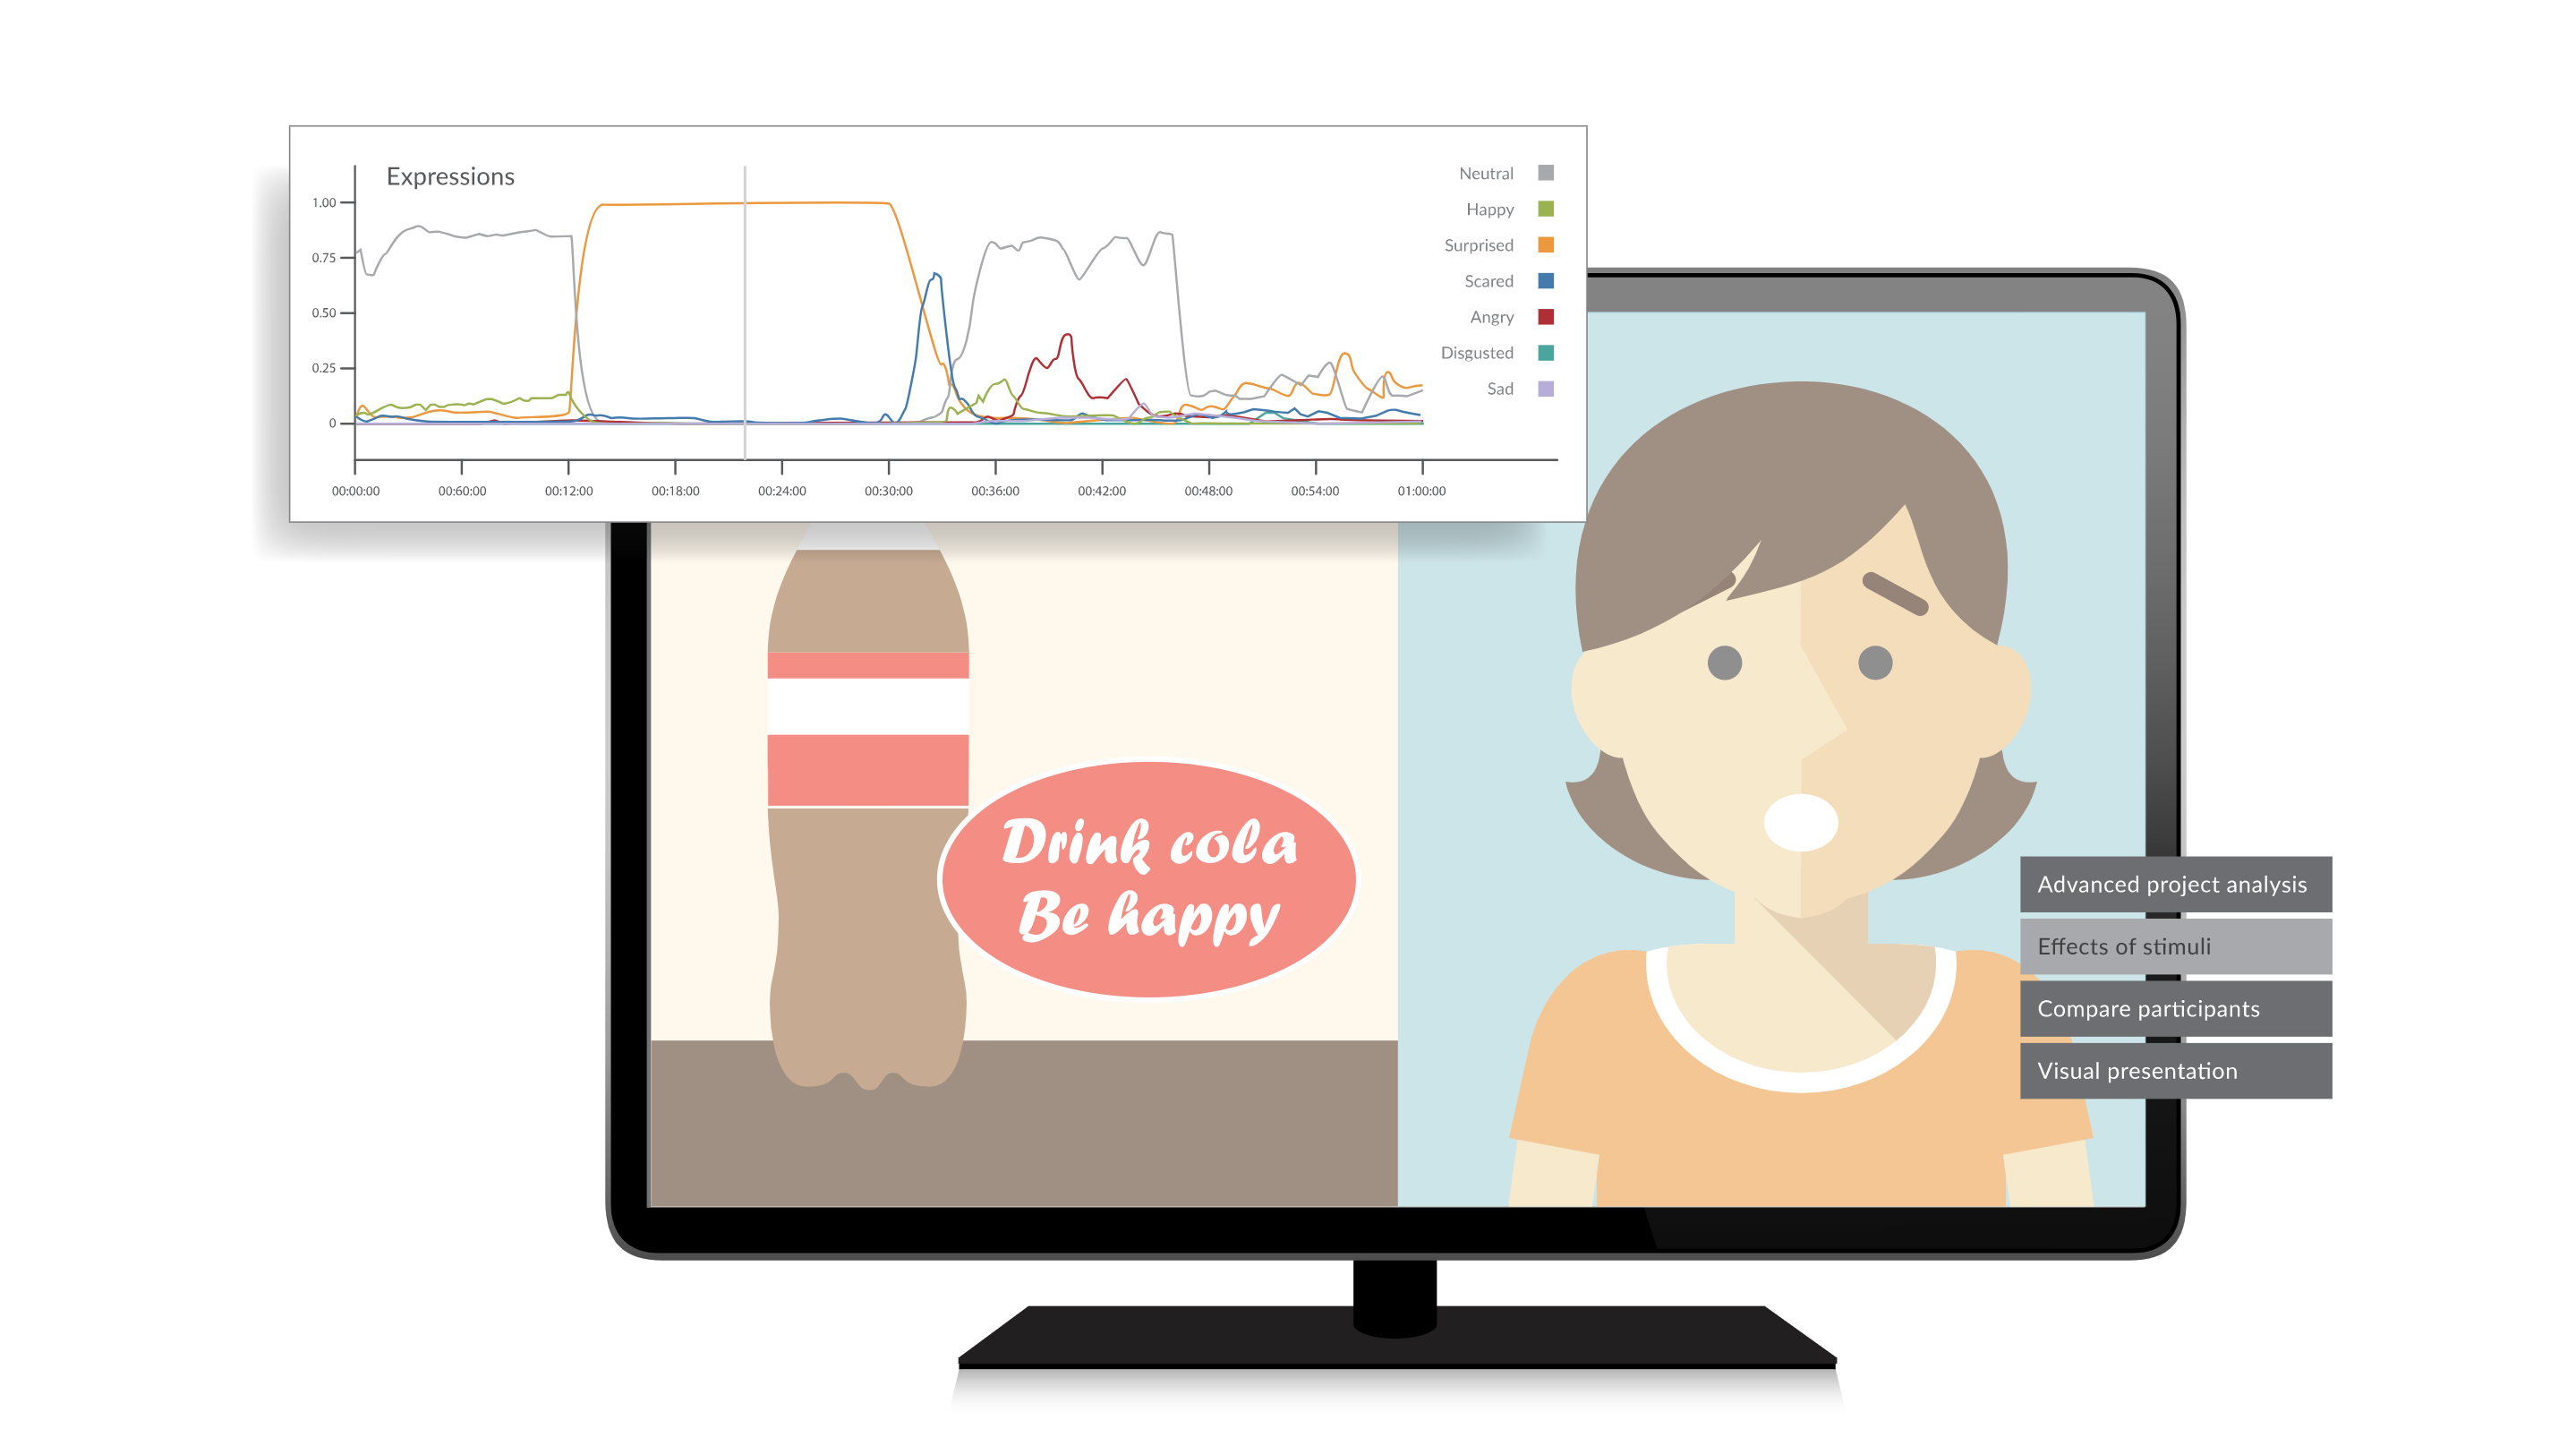 Expressions
1.00
0.75
0.50
0.25
0
00:00:00 00:60:00 00:12:00 00:18:00 00:24:00 00:30:00 00:36:00 00:42:00 00:48:00 00:54:00 01:00:00
Neutral
Happy
Surprised
Scared
Angry
Disgusted
Sad
Drink cola
Be happy
Advanced project analysis
Effects of stimuli
Compare participants
Visual presentation